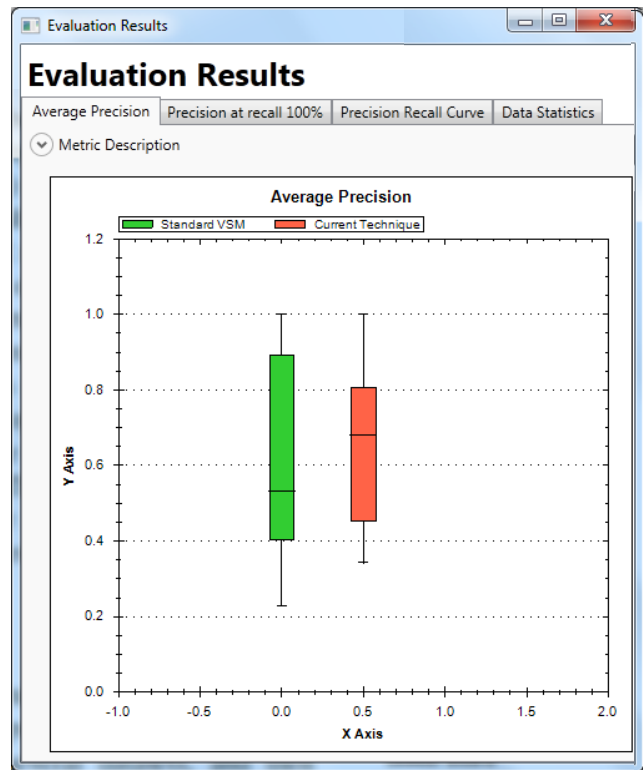 Evaluation Results
Evaluation Results
Average Precision Precision at recall 100% Precision Recall Curve Data Statistics
Metric Description
Average Precision
Standard VSM Current Technique
1.2
1.0
0.8
0.6
0.4
0.2
0.0
Y Axis
-1.0 -0.5 0.0 0.5 1.0 1.5 2.0
X Axis